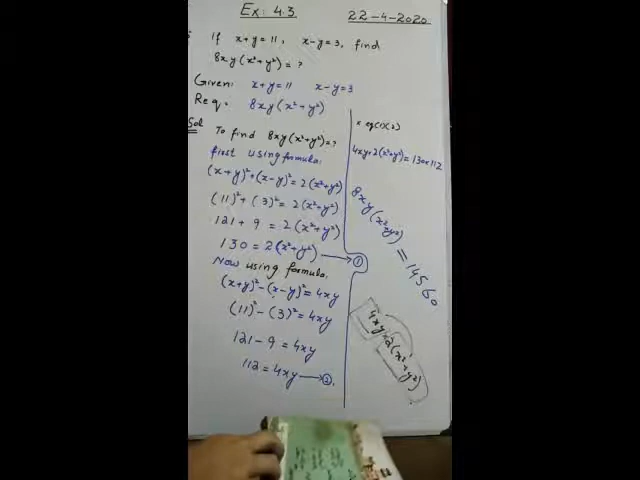 Ex: 4.3 22-4-2020
If x+y=11, x-y=3, find
8xy(x²+y²)=?
Given: x+y=11 x-y=3
Req: 8xy(x²+y²)
Sol To find 8xy(x²+y²)=?
first using formula.
(x+y)²+(x-y)²=2(x²+y²)
(11)²+(3)²=2(x²+y²)
121+9=2(x²+y²)
130=2(x²+y²)→①
Now using formula.
(x+y)²-(x-y)²=4xy
(11)²-(3)²=4xy
121-9=4xy
112=4xy→②.
× eq(1)(2)
4xy×2(x²+y²)=130×112
8xy(x²+y²)=14560
4xy×2(x²+y²)